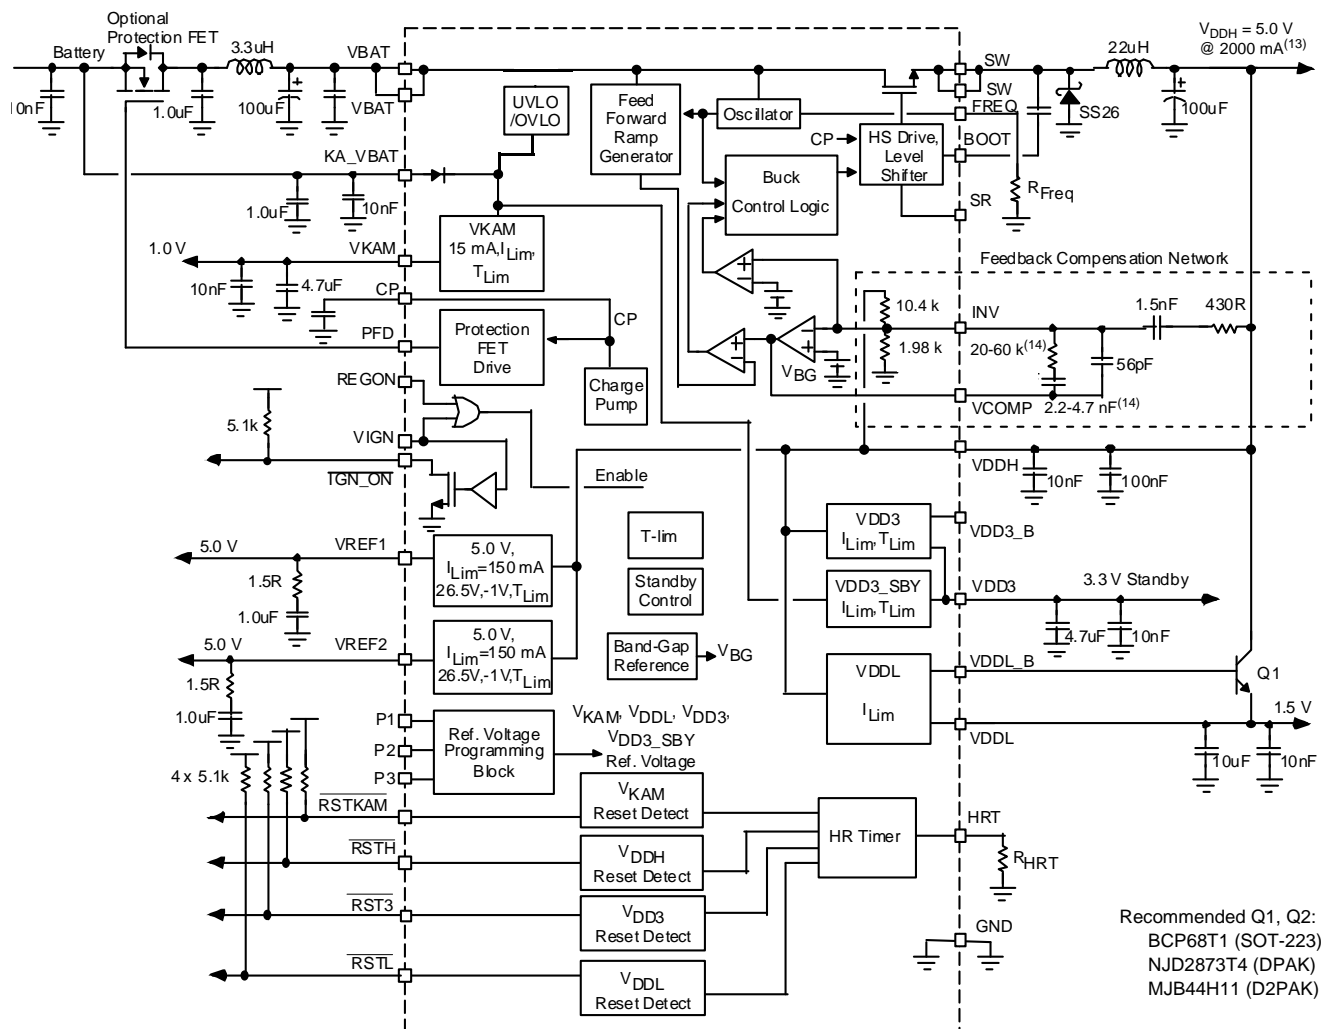 Optional
Protection FET
Battery
3.3uH
VBAT
VBAT
10nF
1.0uF
100uF
+
UVLO
/OVLO
Feed
Forward
Ramp
Generator
Oscillator
CP
HS Drive,
Level
Shifter
Buck
Control Logic
SW
SW
FREQ
BOOT
SR
22uH
VDDH = 5.0 V
@ 2000 mA(13)
SS26
+
100uF
RFreq
KA_VBAT
1.0uF
10nF
VKAM
15 mA,ILim,
TLim
1.0 V
VKAM
10nF
4.7uF
CP
CP
PFD
Protection
FET
Drive
Charge
Pump
VBG
10.4 k
1.98 k
Feedback Compensation Network
INV
1.5nF
430R
20-60 k(14)
56pF
VCOMP
2.2-4.7 nF(14)
REGON
5.1k
VIGN
IGN_ON
Enable
VDDH
10nF
100nF
5.0 V
VREF1
5.0 V,
ILim=150 mA
26.5V,-1V,TLim
1.5R
1.0uF
T-lim
Standby
Control
VDD3
ILim,TLim
VDD3_B
VDD3_SBY
ILim,TLim
VDD3
3.3 V Standby
4.7uF
10nF
5.0 V
VREF2
5.0 V,
ILim=150 mA
26.5V,-1V,TLim
1.5R
1.0uF
Band-Gap
Reference
VBG
VDDL
ILim
VDDL_B
Q1
1.5 V
VDDL
10uF
10nF
P1
P2
P3
Ref. Voltage
Programming
Block
VKAM, VDDL, VDD3,
VDD3_SBY
Ref. Voltage
4 x 5.1k
RSTKAM
VKAM
Reset Detect
RSTH
VDDH
Reset Detect
RST3
VDD3
Reset Detect
RSTL
VDDL
Reset Detect
HR Timer
HRT
RHRT
GND
Recommended Q1, Q2:
BCP68T1 (SOT-223)
NJD2873T4 (DPAK)
MJB44H11 (D2PAK)